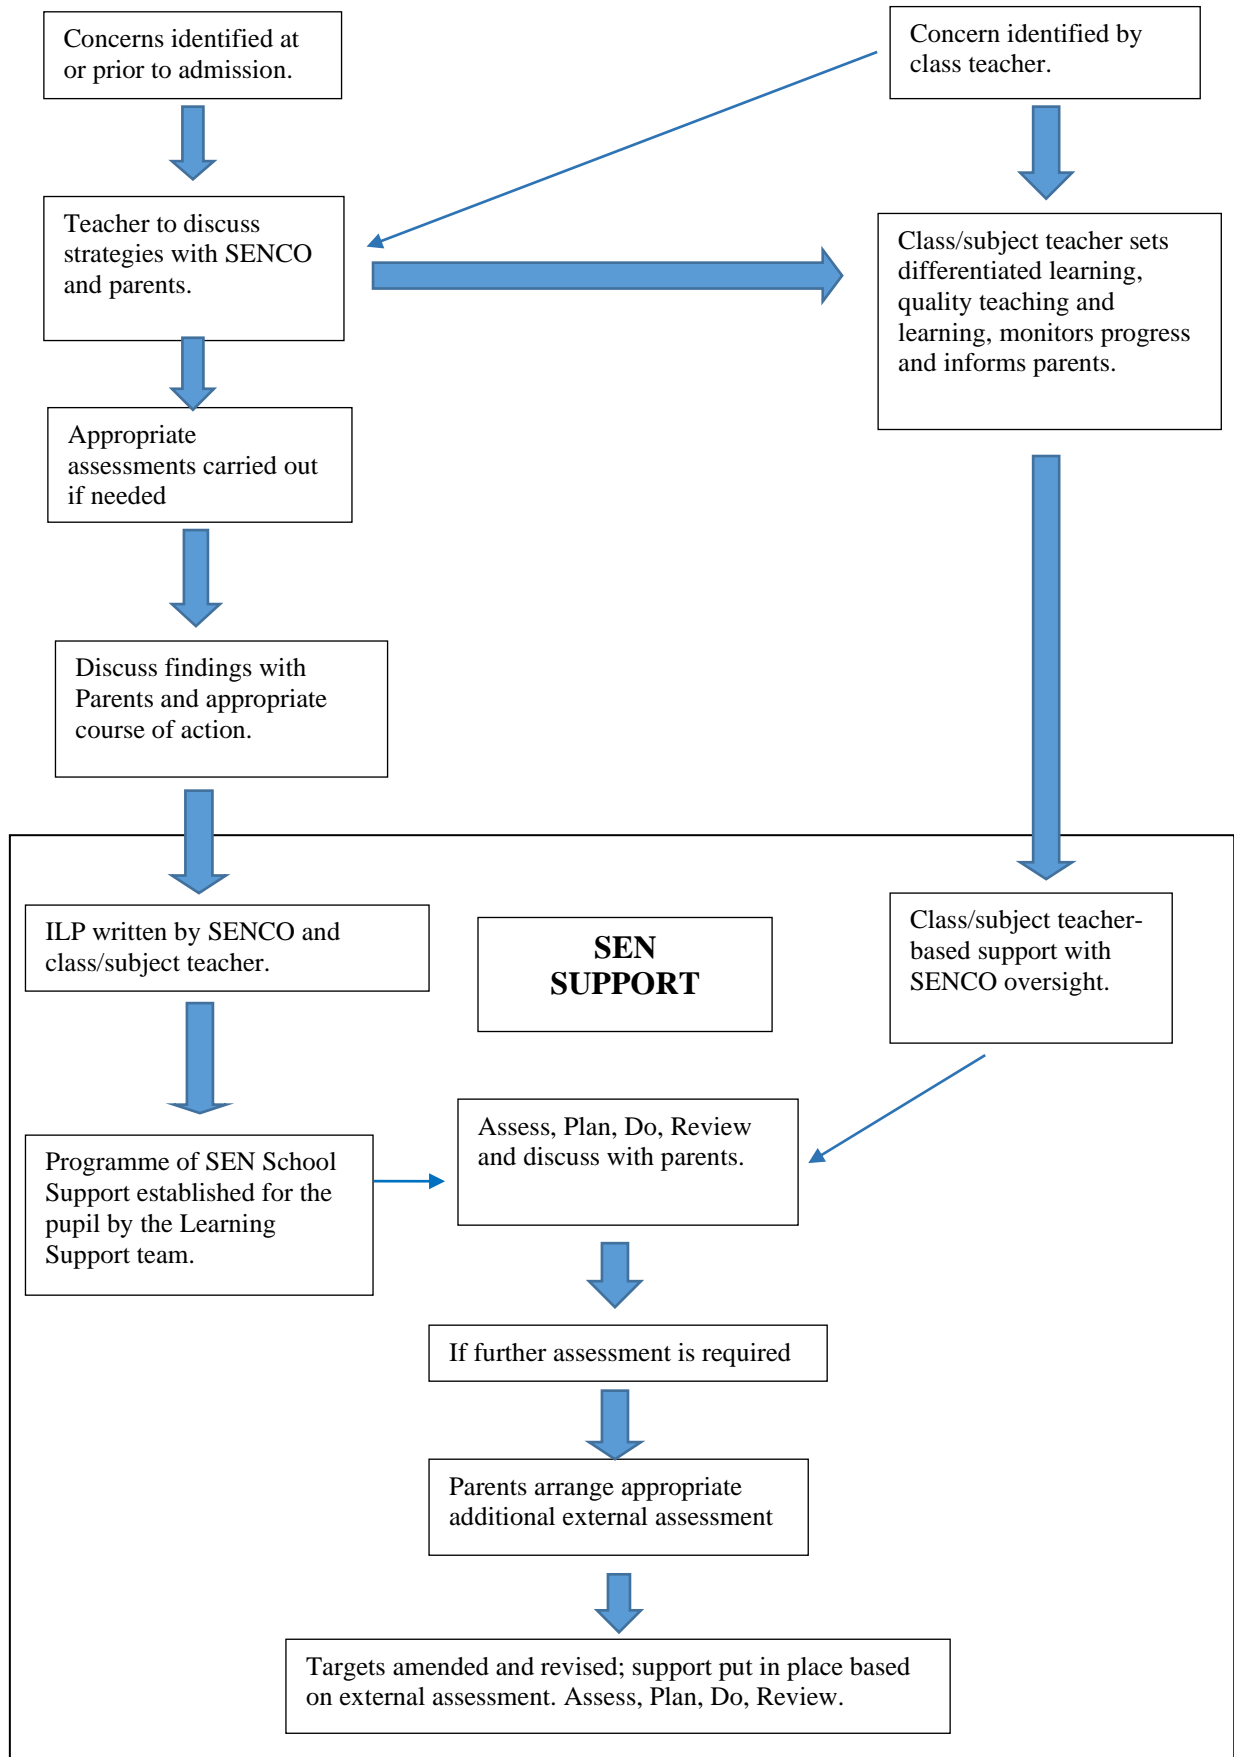 Concerns identified at
or prior to admission.
Concern identified by
class teacher.
Teacher to discuss
strategies with SENCO
and parents.
Class/subject teacher sets
differentiated learning,
quality teaching and
learning, monitors progress
and informs parents.
Appropriate
assessments carried out
if needed
Discuss findings with
Parents and appropriate
course of action.
ILP written by SENCO and
class/subject teacher.
SEN
SUPPORT
Class/subject teacher-
based support with
SENCO oversight.
Programme of SEN School
Support established for the
pupil by the Learning
Support team.
Assess, Plan, Do, Review
and discuss with parents.
If further assessment is required
Parents arrange appropriate
additional external assessment
Targets amended and revised; support put in place based
on external assessment. Assess, Plan, Do, Review.